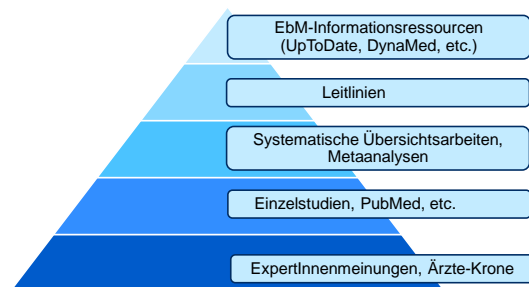 EbM-Informationsressourcen
(UpToDate, DynaMed, etc.)
Leitlinien
Systematische Übersichtsarbeiten,
Metaanalysen
Einzelstudien, PubMed, etc.
ExpertInnenmeinungen, Ärzte-Krone